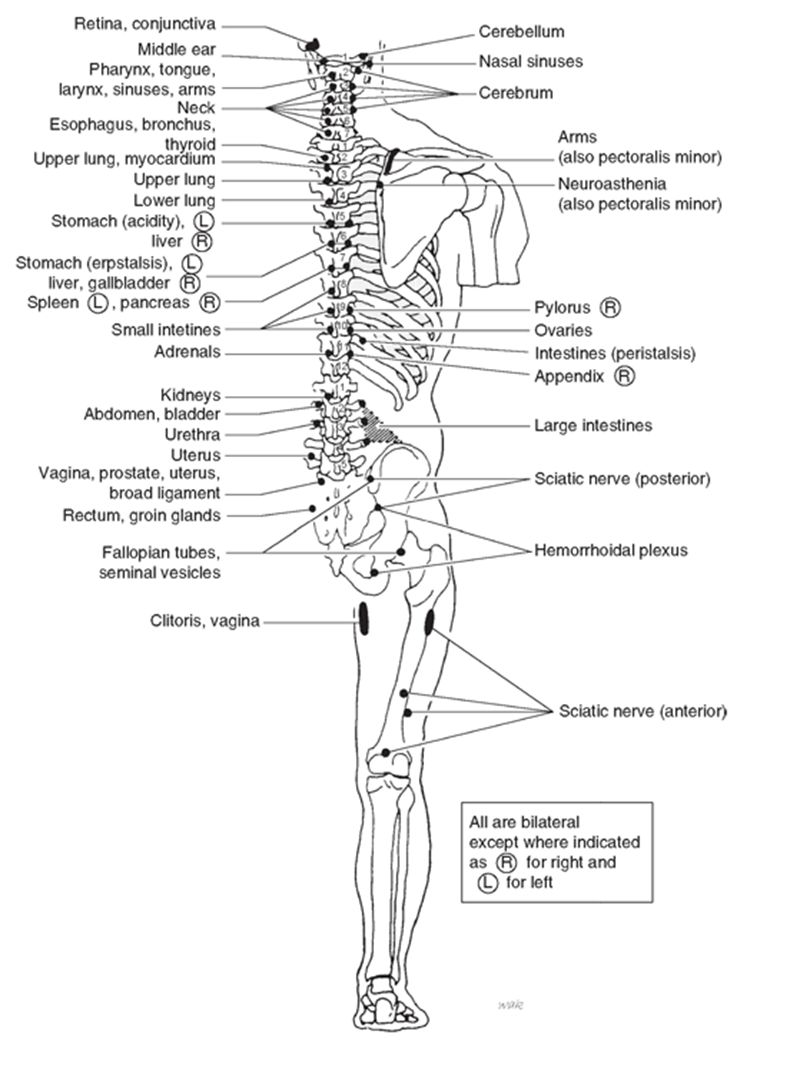 Retina, conjunctiva
Middle ear
Pharynx, tongue,
larynx, sinuses, arms
Neck
Esophagus, bronchus,
thyroid
Upper lung, myocardium
Upper lung
Lower lung
Stomach (acidity), Ⓛ
liver Ⓡ
Stomach (erpstalsis), Ⓛ
liver, gallbladder Ⓡ
Spleen Ⓛ, pancreas Ⓡ
Small intetines
Adrenals
Kidneys
Abdomen, bladder
Urethra
Uterus
Vagina, prostate, uterus,
broad ligament
Rectum, groin glands
Fallopian tubes,
seminal vesicles
Clitoris, vagina
Cerebellum
Nasal sinuses
Cerebrum
Arms
(also pectoralis minor)
Neuroasthenia
(also pectoralis minor)
Pylorus Ⓡ
Ovaries
Intestines (peristalsis)
Appendix Ⓡ
Large intestines
Sciatic nerve (posterior)
Hemorrhoidal plexus
Sciatic nerve (anterior)
All are bilateral
except where indicated
as Ⓡ for right and
Ⓛ for left